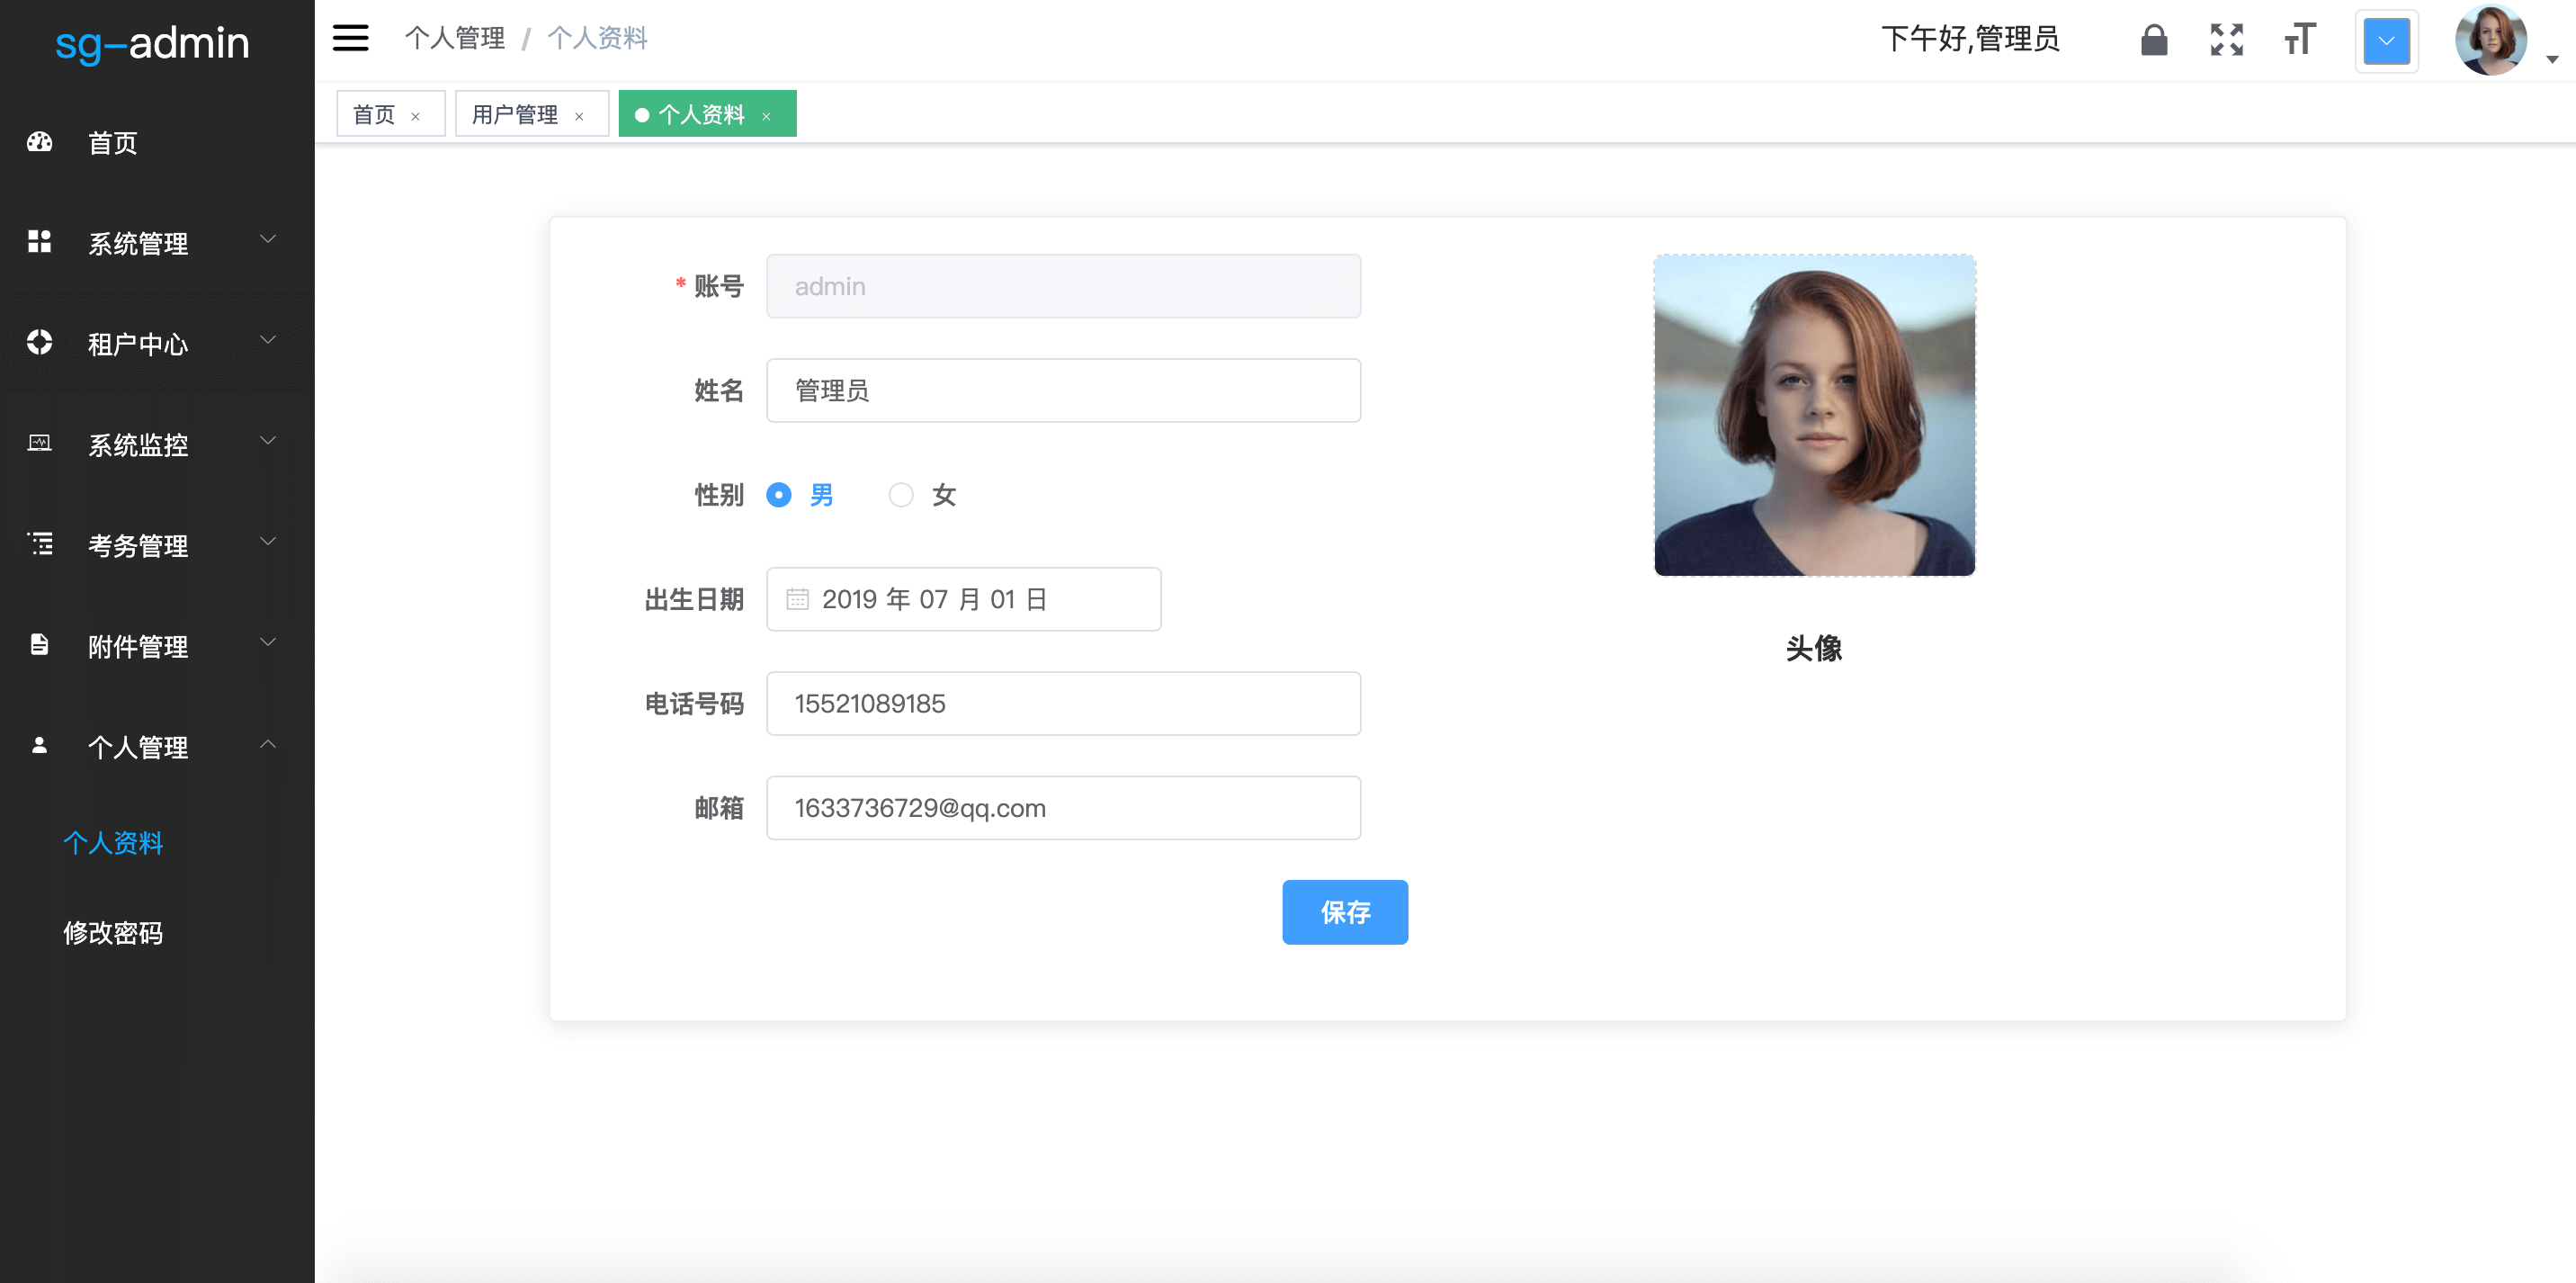 sg-admin
首页
系统管理
租户中心
系统监控
考务管理
附件管理
个人管理
个人资料
修改密码
个人管理 / 个人资料
下午好,管理员
首页 × 用户管理 × 个人资料 ×
* 账号 admin
姓名 管理员
性别 男 女
出生日期 2019 年 07 月 01 日
电话号码 15521089185
邮箱 1633736729@qq.com
保存
头像